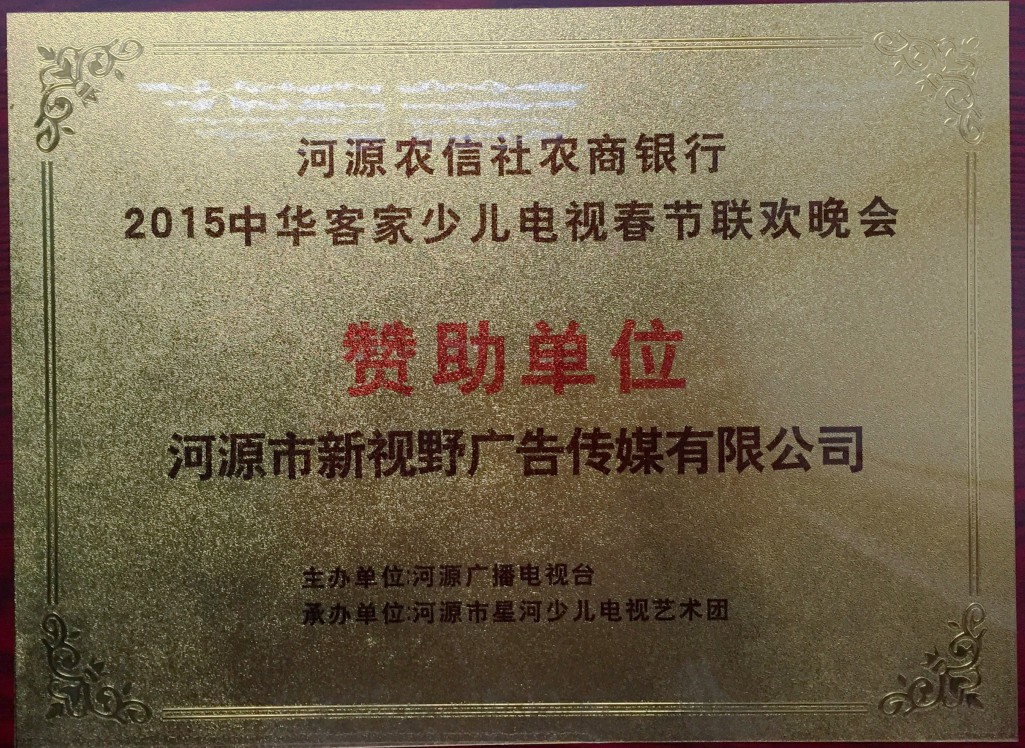 河源农信社农商银行
2015中华客家少儿电视春节联欢晚会
赞助单位
河源市新视野广告传媒有限公司
主办单位:河源广播电视台
承办单位:河源市星河少儿电视艺术团